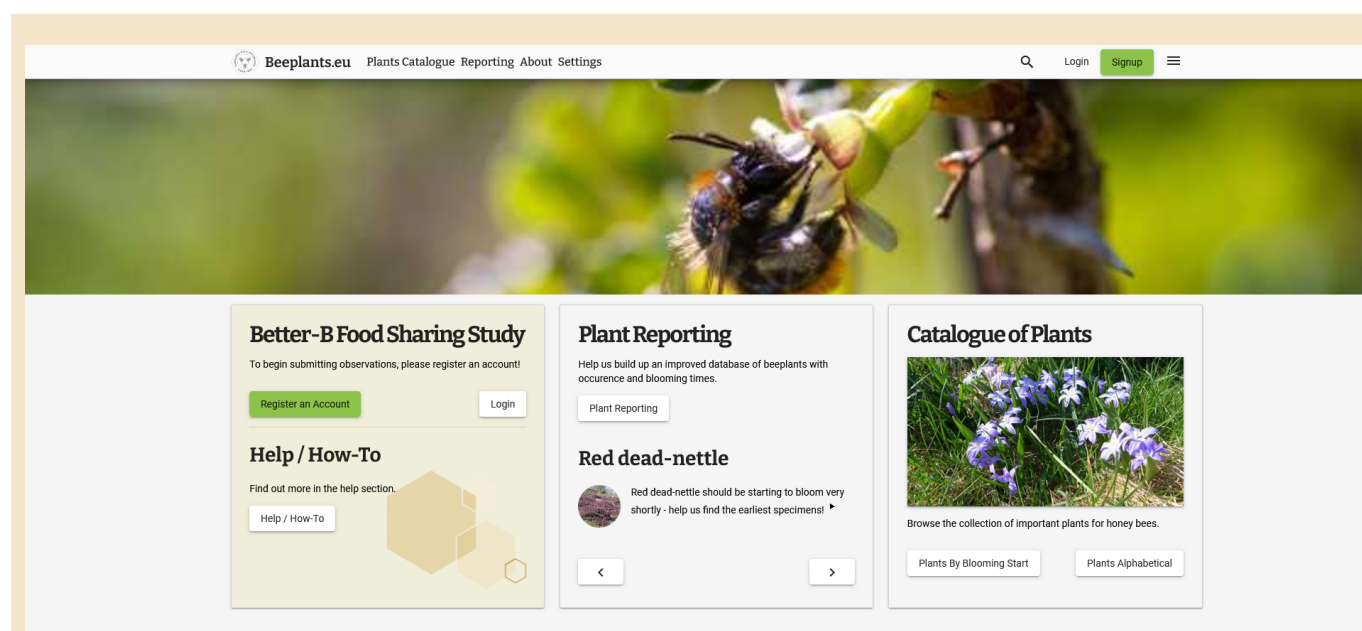 Beeplants.eu Plants Catalogue Reporting About Settings Login Signup
Better-B Food Sharing Study
To begin submitting observations, please register an account!
Register an Account Login
Help / How-To
Find out more in the help section.
Help / How-To
Plant Reporting
Help us build up an improved database of beeplants with
occurence and blooming times.
Plant Reporting
Red dead-nettle
Red dead-nettle should be starting to bloom very
shortly - help us find the earliest specimens!
Catalogue of Plants
Browse the collection of important plants for honey bees.
Plants By Blooming Start Plants Alphabetical